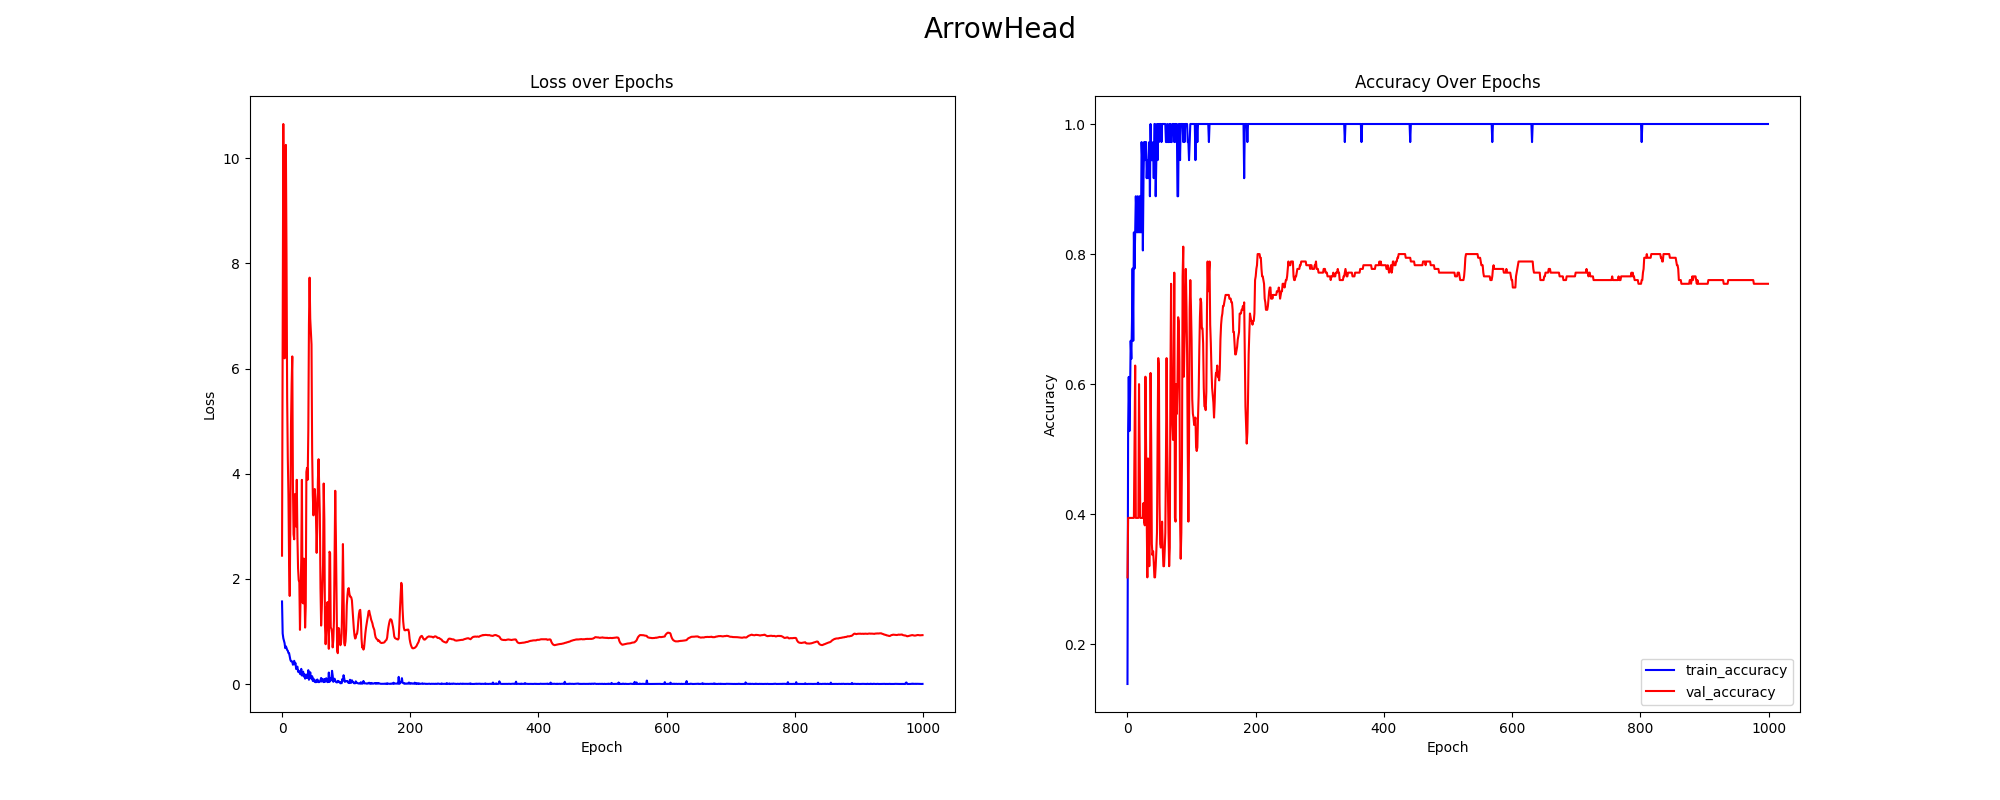 ArrowHead
Loss over Epochs
10
8
6
4
2
0
Loss
0 200 400 600 800 1000
Epoch
Accuracy Over Epochs
1.0
0.8
0.6
0.4
0.2
Accuracy
train_accuracy
val_accuracy
0 200 400 600 800 1000
Epoch